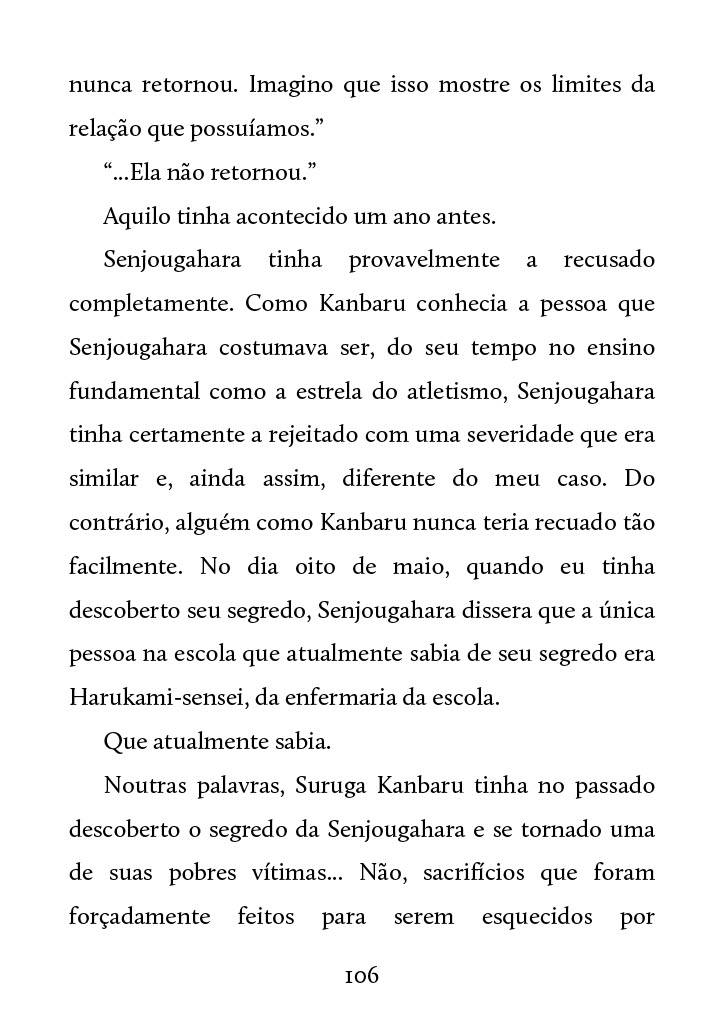 nunca retornou. Imagino que isso mostre os limites da
relação que possuíamos.”
“...Ela não retornou.”
Aquilo tinha acontecido um ano antes.
Senjougahara tinha provavelmente a recusado
completamente. Como Kanbaru conhecia a pessoa que
Senjougahara costumava ser, do seu tempo no ensino
fundamental como a estrela do atletismo, Senjougahara
tinha certamente a rejeitado com uma severidade que era
similar e, ainda assim, diferente do meu caso. Do
contrário, alguém como Kanbaru nunca teria recuado tão
facilmente. No dia oito de maio, quando eu tinha
descoberto seu segredo, Senjougahara dissera que a única
pessoa na escola que atualmente sabia de seu segredo era
Harukami-sensei, da enfermaria da escola.
Que atualmente sabia.
Noutras palavras, Suruga Kanbaru tinha no passado
descoberto o segredo da Senjougahara e se tornado uma
de suas pobres vítimas... Não, sacrifícios que foram
forçadamente feitos para serem esquecidos por
106